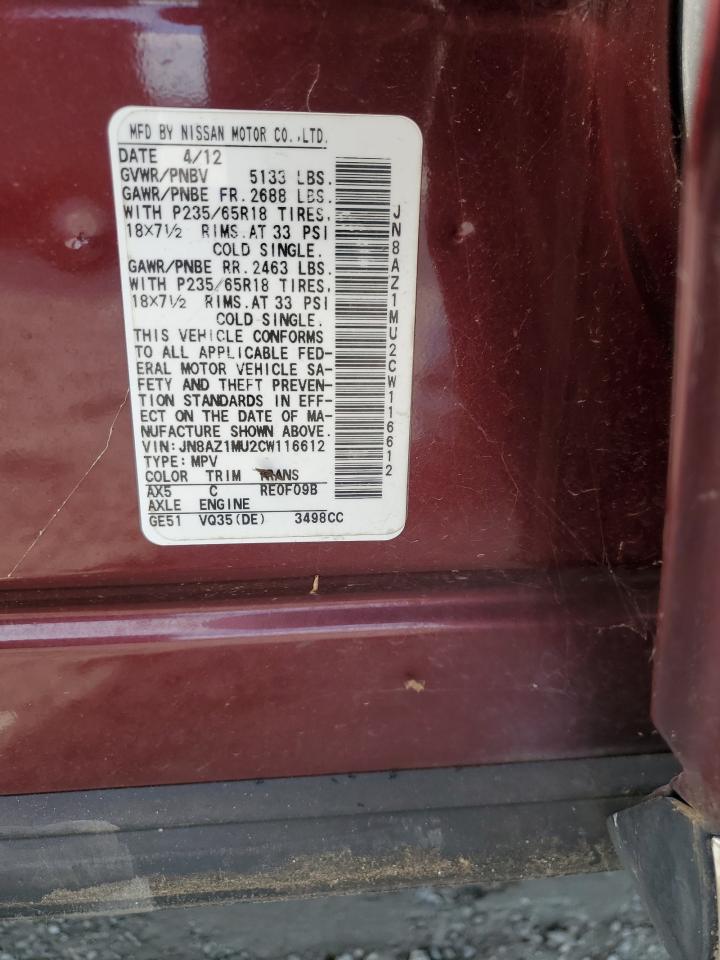 MFD BY NISSAN MOTOR CO.,LTD.
DATE 4/12
GVWR/PNBV 5133 LBS.
GAWR/PNBE FR. 2688 LBS.
WITH P235/65R18 TIRES,
18X7½ RIMS. AT 33 PSI
COLD SINGLE.
GAWR/PNBE RR. 2463 LBS.
WITH P235/65R18 TIRES,
18X7½ RIMS. AT 33 PSI
COLD SINGLE.
THIS VEHICLE CONFORMS
TO ALL APPLICABLE FED-
ERAL MOTOR VEHICLE SA-
FETY AND THEFT PREVEN-
TION STANDARDS IN EFF-
ECT ON THE DATE OF MA-
NUFACTURE SHOWN ABOVE.
VIN: JN8AZ1MU2CW116612
TYPE: MPV
COLOR TRIM TRANS
AX5 C RE0F09B
AXLE ENGINE
GE51 VQ35(DE) 3498CC
JN8AZ1MU2CW116612